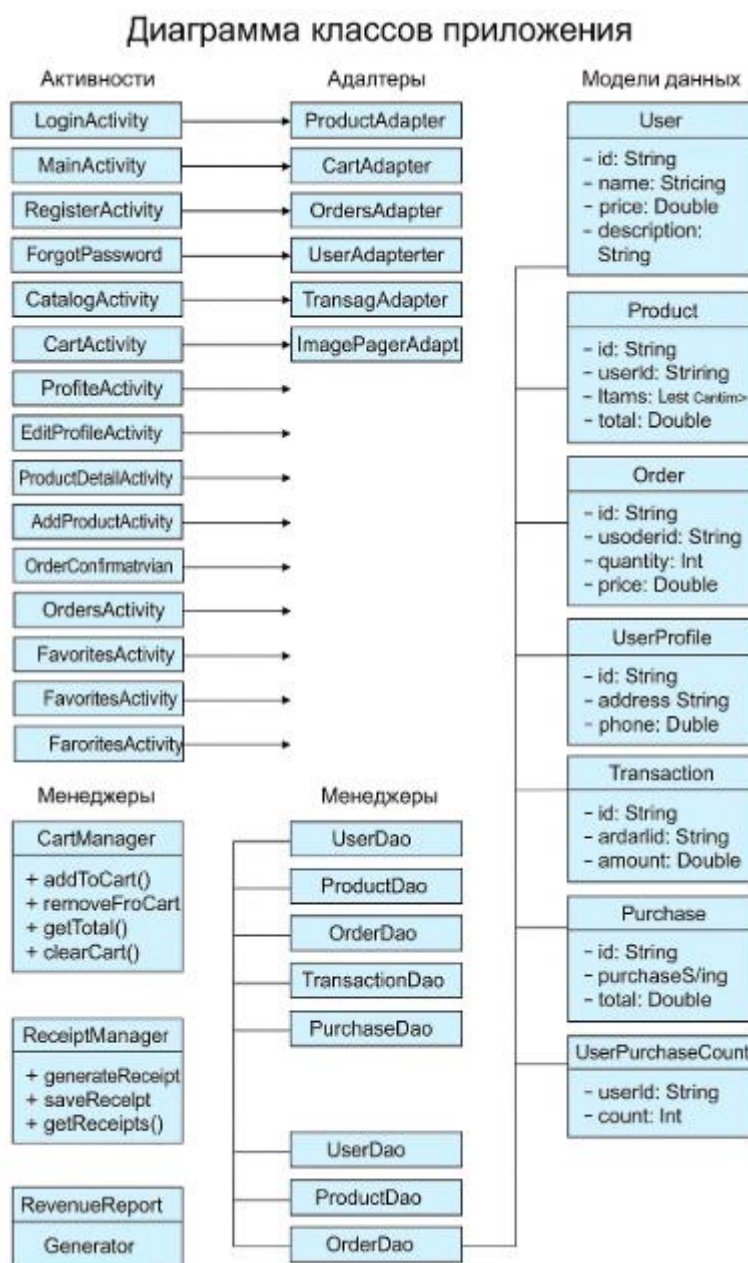 Диаграмма классов приложения
Активности
LoginActivity
MainActivity
RegisterActivity
ForgotPassword
CatalogActivity
CartActivity
ProfiteActivity
EditProfileActivity
ProductDetailActivity
AddProductActivity
OrderConfirmatrvian
OrdersActivity
FavoritesActivity
FavoritesActivity
FaroritesActivity
Адалтеры
ProductAdapter
CartAdapter
OrdersAdapter
UserAdapterter
TransagAdapter
ImagePagerAdapt
Модели данных
User
- id: String
- name: Stricing
- price: Double
- description:
String
Product
- id: String
- userId: Striring
- Itams: Lest Cantim>
- total: Double
Order
- id: String
- usoderid: String
- quantity: Int
- price: Double
UserProfile
- id: String
- address String
- phone: Duble
Transaction
- id: String
- ardarlid: String
- amount: Double
Purchase
- id: String
- purchaseS/ing
- total: Double
UserPurchaseCount
- userId: String
- count: Int
Менеджеры
CartManager
+ addToCart()
+ removeFroCart
+ getTotal()
+ clearCart()
ReceiptManager
+ generateReceipt
+ saveRecelpt
+ getReceipts()
RevenueReport
Generator
Менеджеры
UserDao
ProductDao
OrderDao
TransactionDao
PurchaseDao
UserDao
ProductDao
OrderDao